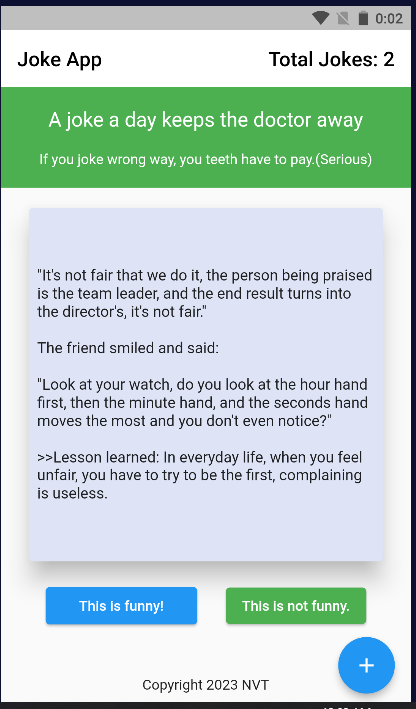 0:02
Joke App
Total Jokes: 2
A joke a day keeps the doctor away
If you joke wrong way, you teeth have to pay.(Serious)
"It's not fair that we do it, the person being praised
is the team leader, and the end result turns into
the director's, it's not fair."
The friend smiled and said:
"Look at your watch, do you look at the hour hand
first, then the minute hand, and the seconds hand
moves the most and you don't even notice?"
>>Lesson learned: In everyday life, when you feel
unfair, you have to try to be the first, complaining
is useless.
This is funny!
This is not funny.
+
Copyright 2023 NVT